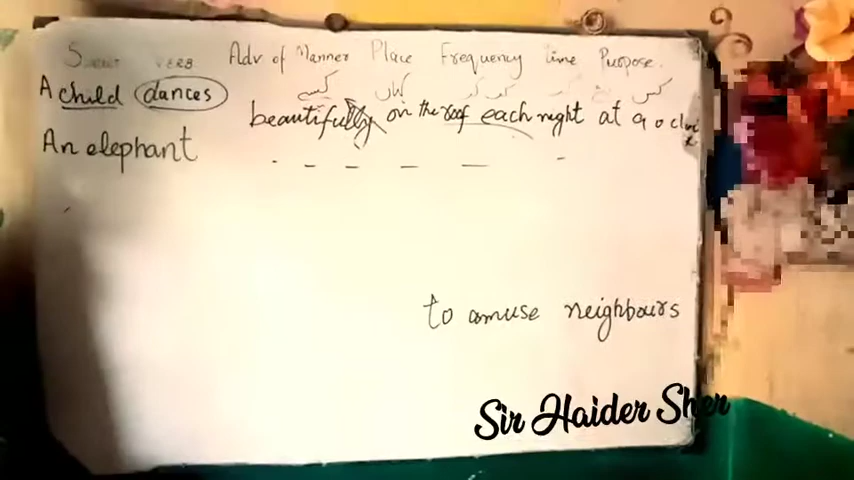 Subject VERB Adv of Manner Place Frequency time Purpose.
کیسے کہاں
A child dances beautifully on the roof each night at 9 o clock
An elephant
to amuse neighbours
Sir Haider Sher